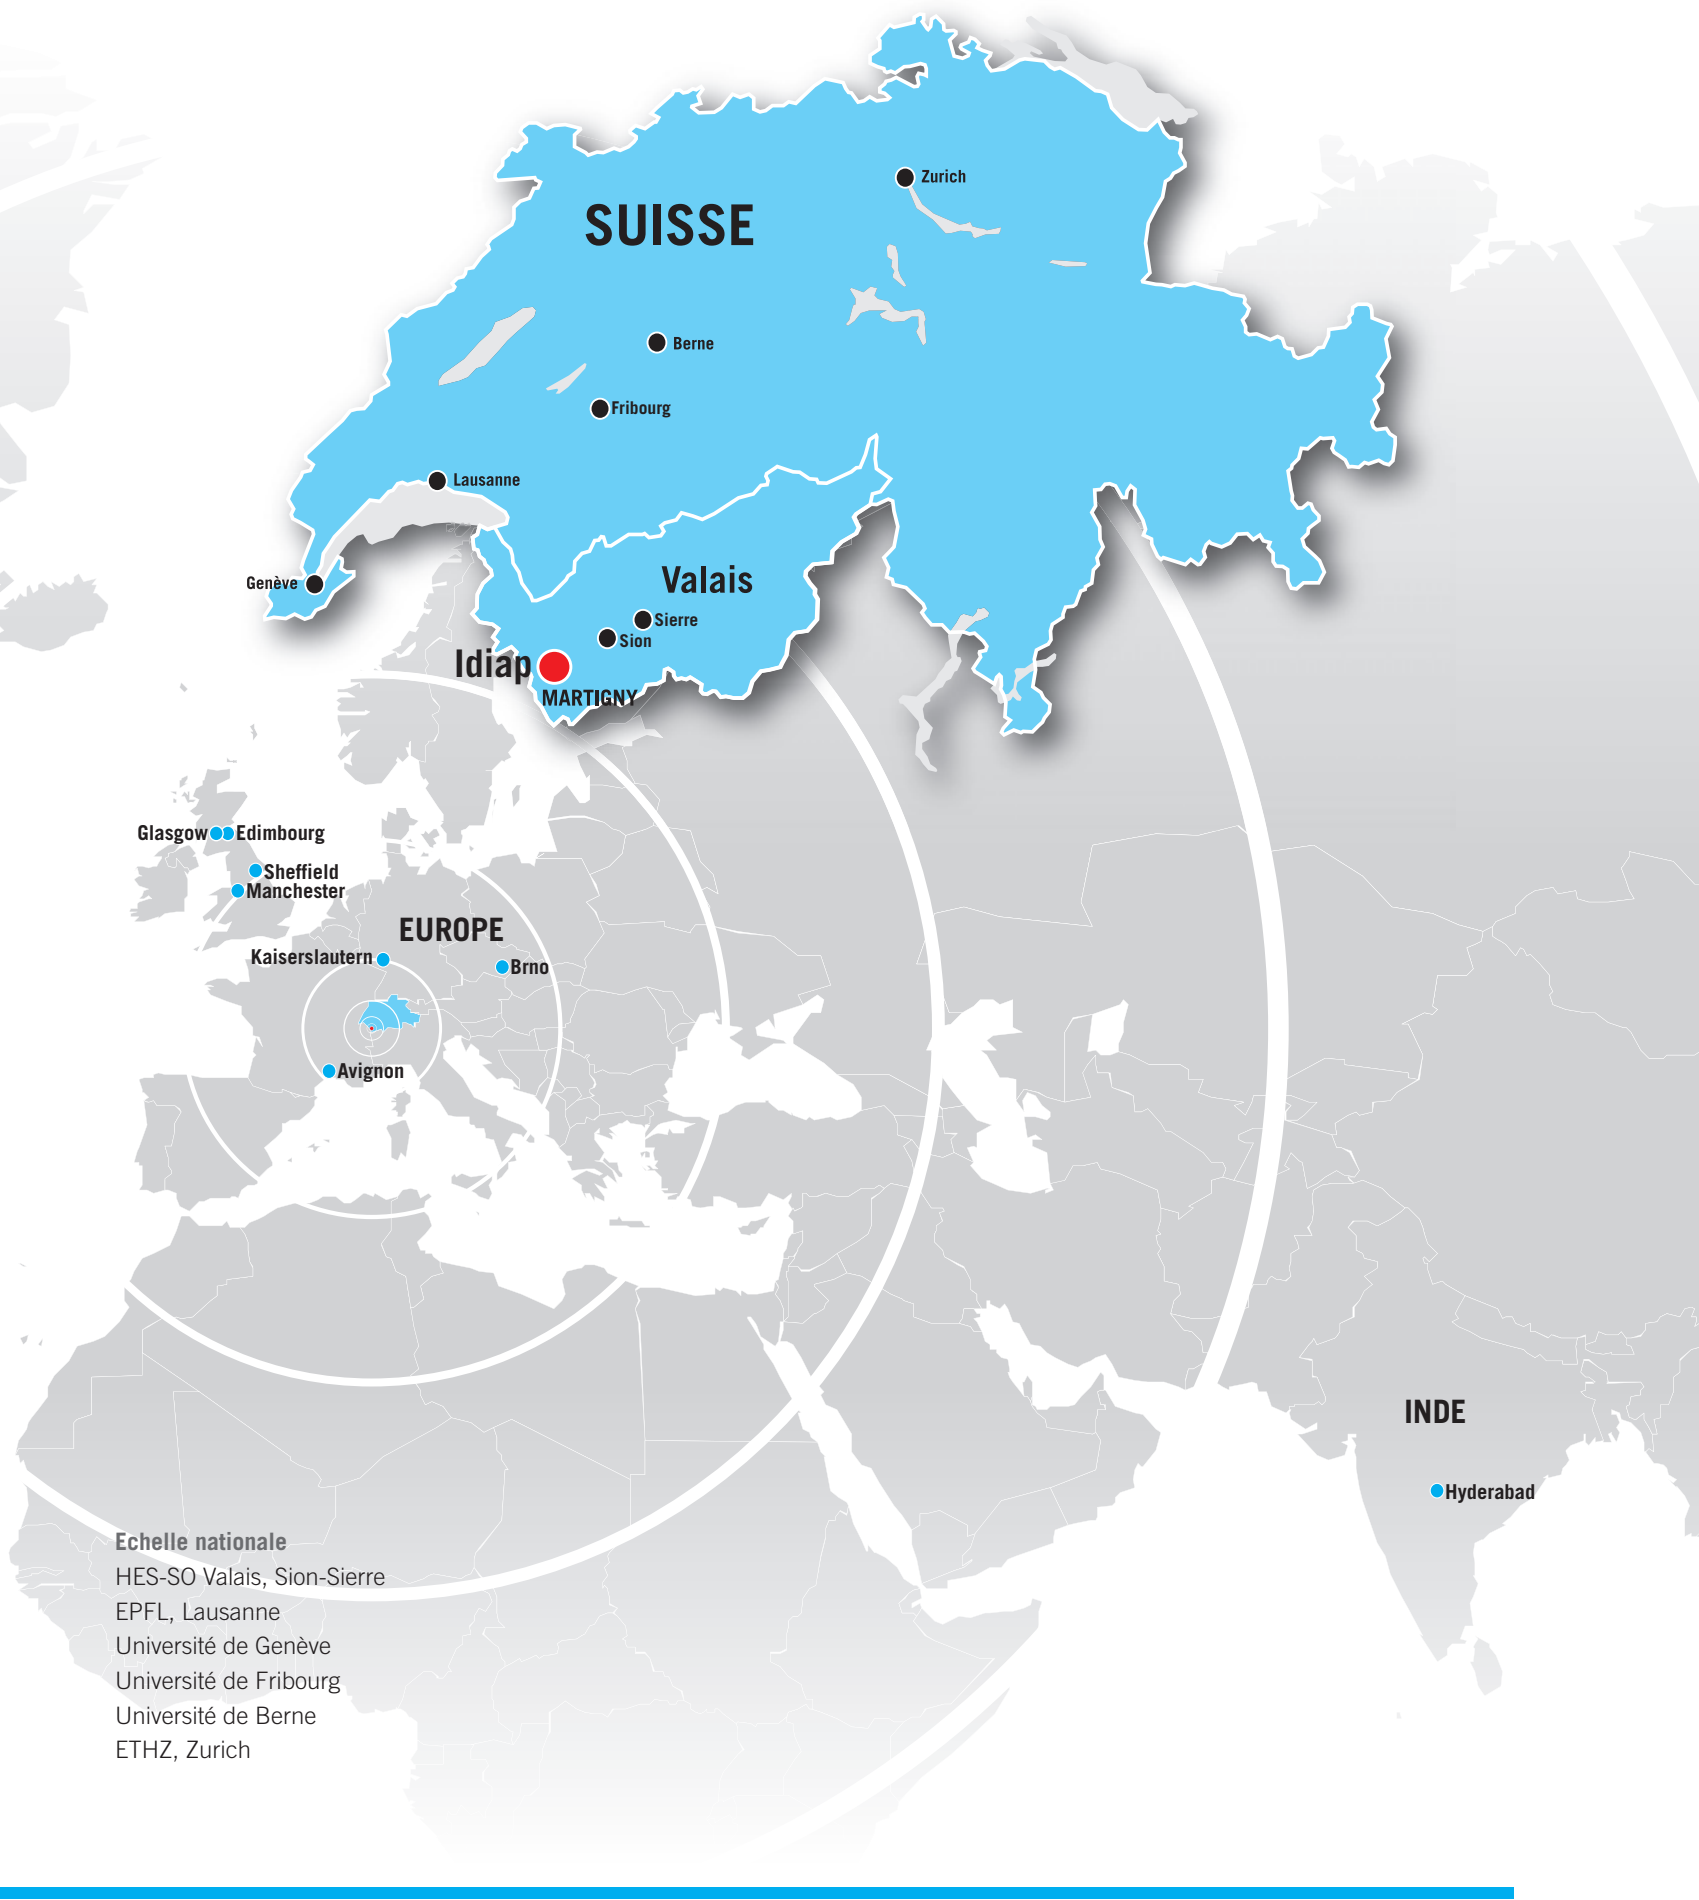 Zurich
SUISSE
Berne
Fribourg
Lausanne
Genève
Valais
Sierre
Sion
Idiap
MARTIGNY
Glasgow
Edimbourg
Sheffield
Manchester
EUROPE
Kaiserslautern
Brno
Avignon
INDE
Hyderabad
Echelle nationale
HES-SO Valais, Sion-Sierre
EPFL, Lausanne
Université de Genève
Université de Fribourg
Université de Berne
ETHZ, Zurich